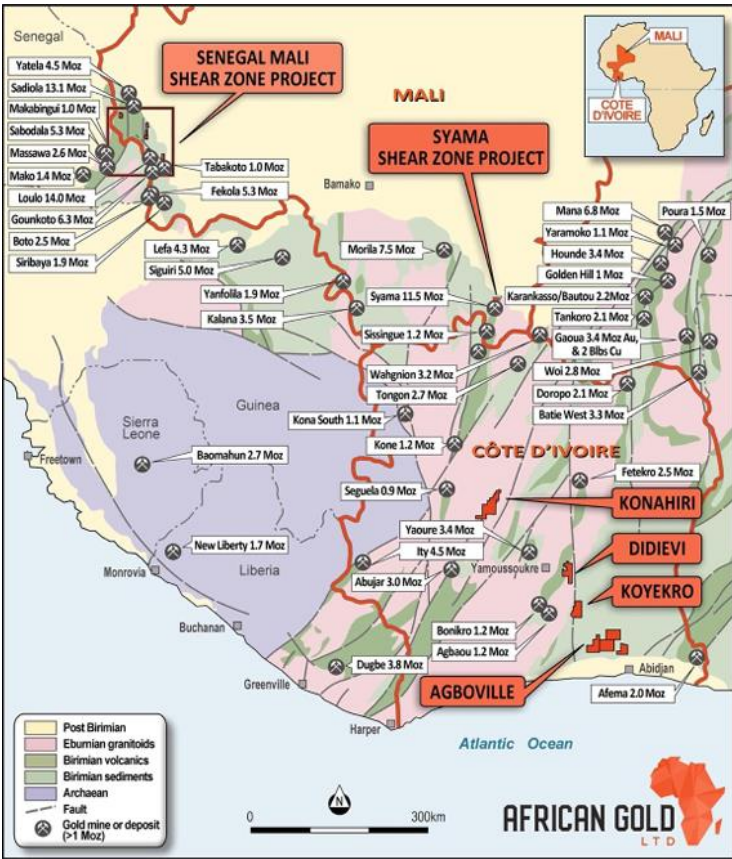 Senegal
Yatela 4.5 Moz
Sadiola 13.1 Moz
Makabingui 1.0 Moz
Sabodala 5.3 Moz
Massawa 2.6 Moz
Mako 1.4 Moz
Loulo 14.0 Moz
Gounkoto 6.3 Moz
Boto 2.5 Moz
Siribaya 1.9 Moz
SENEGAL MALI
SHEAR ZONE PROJECT
Tabakoto 1.0 Moz
Fekola 5.3 Moz
MALI
SYAMA
SHEAR ZONE PROJECT
Bamako
MALI
COTE
D'IVOIRE
Lefa 4.3 Moz
Siguiri 5.0 Moz
Yanfolila 1.9 Moz
Kalana 3.5 Moz
Morila 7.5 Moz
Syama 11.5 Moz
Sissingue 1.2 Moz
Wahgnion 3.2 Moz
Tongon 2.7 Moz
Mana 6.8 Moz
Poura 1.5 Moz
Yaramoko 1.1 Moz
Hounde 3.4 Moz
Golden Hill 1 Moz
Karankasso/Bautou 2.2Moz
Tankoro 2.1 Moz
Gaoua 3.4 Moz Au,
& 2 Blbs Cu
Woi 2.8 Moz
Doropo 2.1 Moz
Batie West 3.3 Moz
Guinea
Sierra
Leone
Freetown
Baomahun 2.7 Moz
Kona South 1.1 Moz
Kone 1.2 Moz
CÔTE D'IVOIRE
Seguela 0.9 Moz
Fetekro 2.5 Moz
KONAHIRI
New Liberty 1.7 Moz
Monrovia
Liberia
Yaoure 3.4 Moz
Ity 4.5 Moz
Abujar 3.0 Moz
Yamoussoukre
DIDIEVI
KOYEKRO
Buchanan
Bonikro 1.2 Moz
Agbaou 1.2 Moz
Dugbe 3.8 Moz
Greenville
AGBOVILLE
Abidjan
Afema 2.0 Moz
Harper
Atlantic Ocean
Post Birimian
Eburnian granitoids
Birimian volcanics
Birimian sediments
Archaean
Fault
Gold mine or deposit
(>1 Moz)
N
0 300km
AFRICAN GOLD
LTD